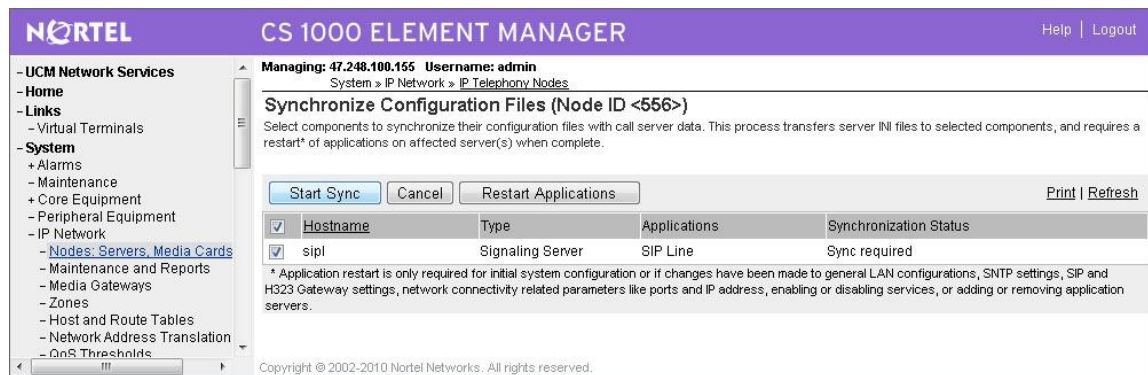 NORTEL
CS 1000 ELEMENT MANAGER
Help | Logout
- UCM Network Services
- Home
- Links
- Virtual Terminals
- System
+ Alarms
- Maintenance
+ Core Equipment
- Peripheral Equipment
- IP Network
- Nodes: Servers, Media Cards
- Maintenance and Reports
- Media Gateways
- Zones
- Host and Route Tables
- Network Address Translation
- QoS Thresholds
Managing: 47.248.100.155 Username: admin
System » IP Network » IP Telephony Nodes
Synchronize Configuration Files (Node ID <556>)
Select components to synchronize their configuration files with call server data. This process transfers server INI files to selected components, and requires a
restart* of applications on affected server(s) when complete.
Start Sync Cancel Restart Applications Print | Refresh
Hostname Type Applications Synchronization Status
sipl Signaling Server SIP Line Sync required
* Application restart is only required for initial system configuration or if changes have been made to general LAN configurations, SNTP settings, SIP and
H323 Gateway settings, network connectivity related parameters like ports and IP address, enabling or disabling services, or adding or removing application
servers.
Copyright © 2002-2010 Nortel Networks. All rights reserved.